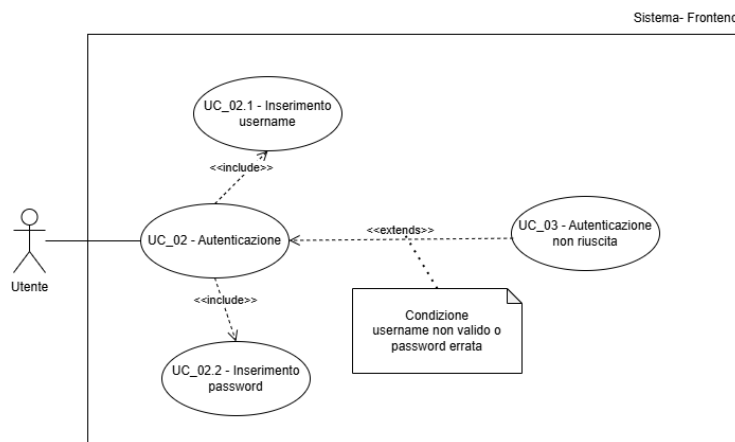 Sistema- Frontend
UC_02.1 - Inserimento
username
<<include>>
UC_02 - Autenticazione
<<extends>>
UC_03 - Autenticazione
non riuscita
Utente
<<include>>
Condizione
username non valido o
password errata
UC_02.2 - Inserimento
password